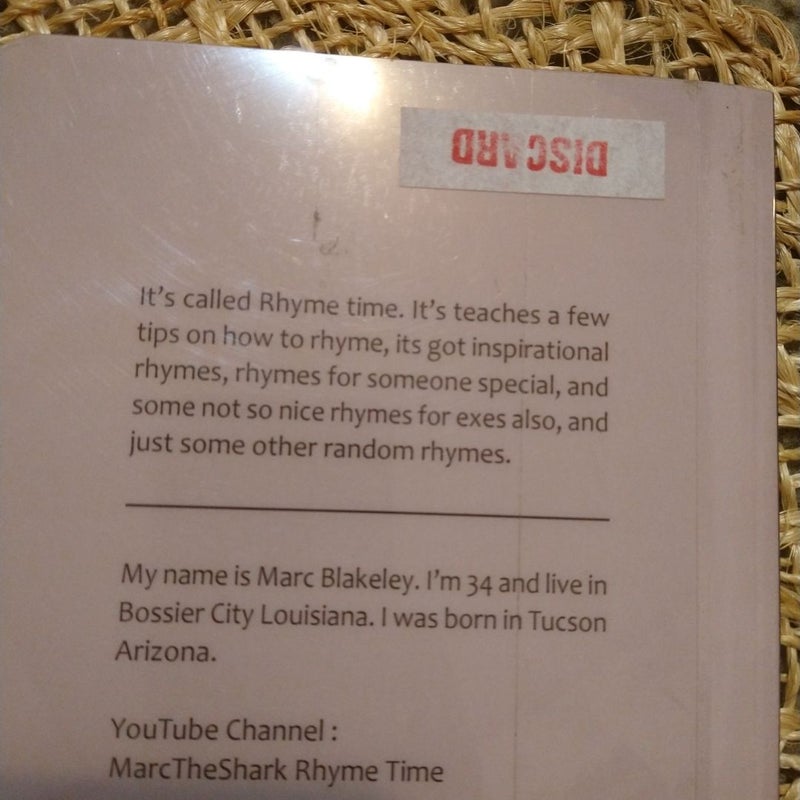 DISCARD
It's called Rhyme time. It's teaches a few
tips on how to rhyme, its got inspirational
rhymes, rhymes for someone special, and
some not so nice rhymes for exes also, and
just some other random rhymes.
My name is Marc Blakeley. I'm 34 and live in
Bossier City Louisiana. I was born in Tucson
Arizona.
YouTube Channel :
MarcTheShark Rhyme Time